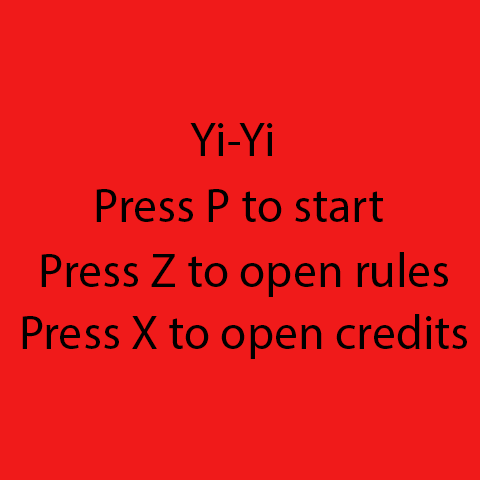 Yi-Yi
Press P to start
Press Z to open rules
Press X to open credits